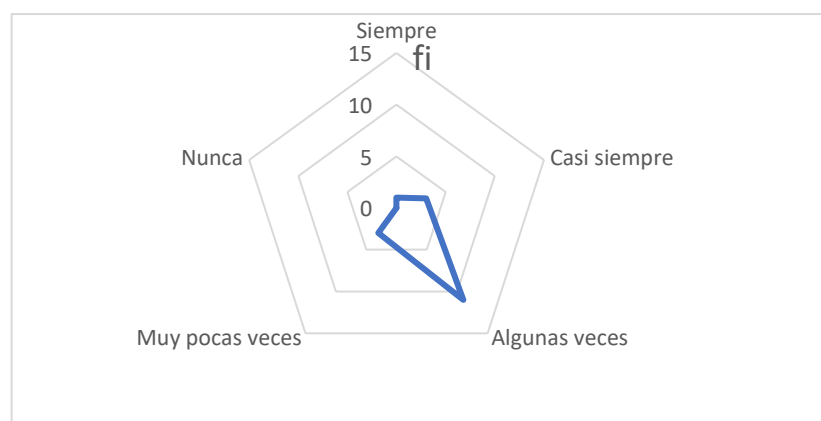 Siempre
fi
15
10
5
0
Nunca
Casi siempre
Muy pocas veces
Algunas veces